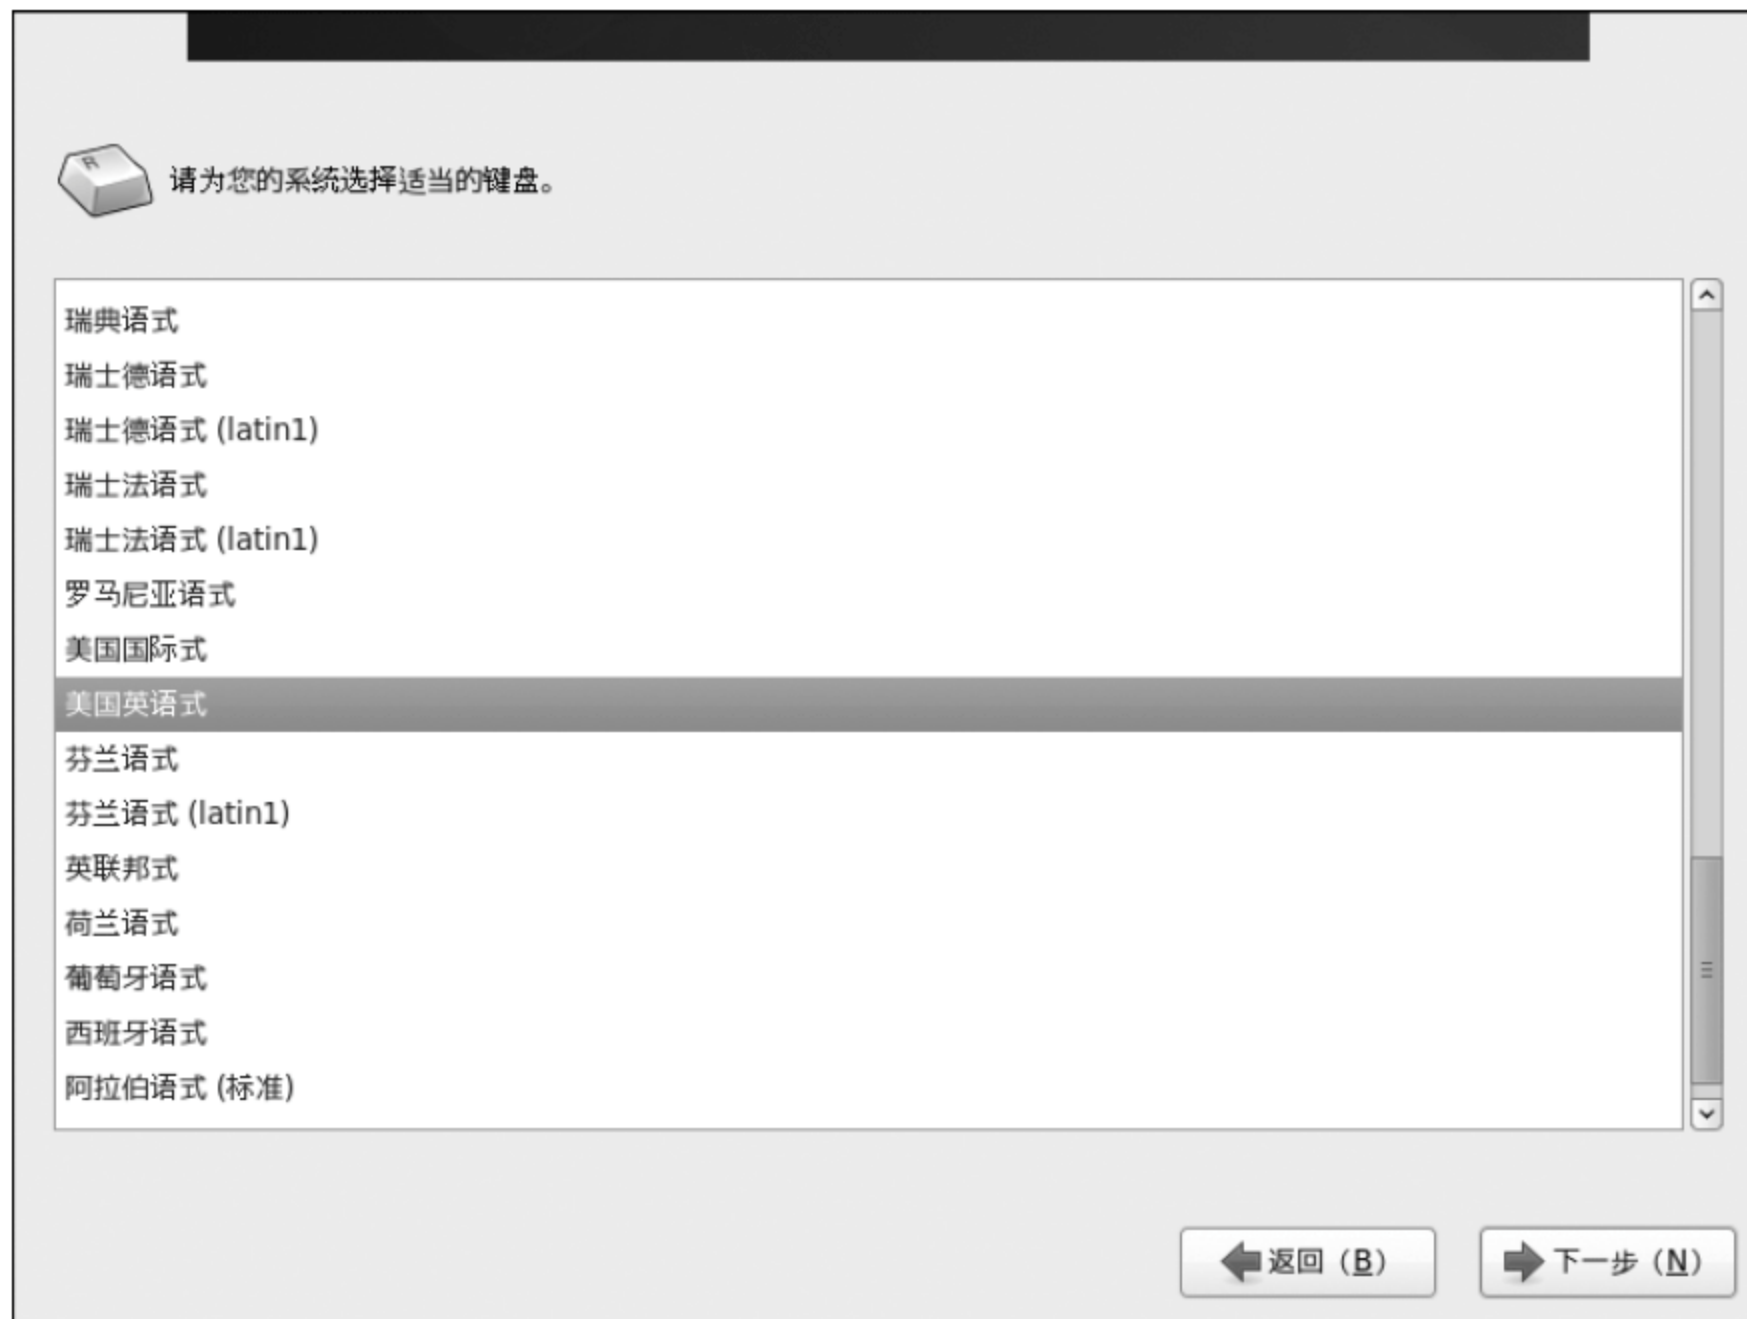 R
请为您的系统选择适当的键盘。
瑞典语式
瑞士德语式
瑞士德语式 (latin1)
瑞士法语式
瑞士法语式 (latin1)
罗马尼亚语式
美国国际式
美国英语式
芬兰语式
芬兰语式 (latin1)
英联邦式
荷兰语式
葡萄牙语式
西班牙语式
阿拉伯语式 (标准)
返回（B） 下一步（N）